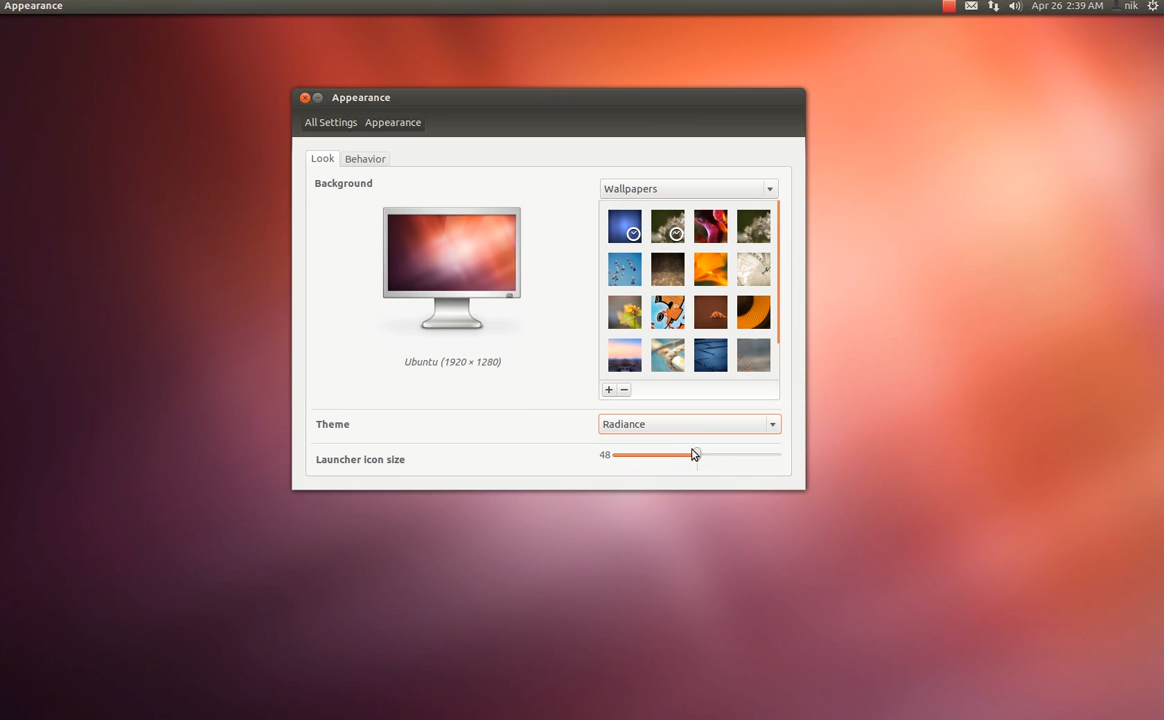 Appearance
Apr 26 2:39 AM nik
Appearance
All Settings Appearance
Look Behavior
Background
Wallpapers
Ubuntu (1920 × 1280)
Theme
Radiance
Launcher icon size
48